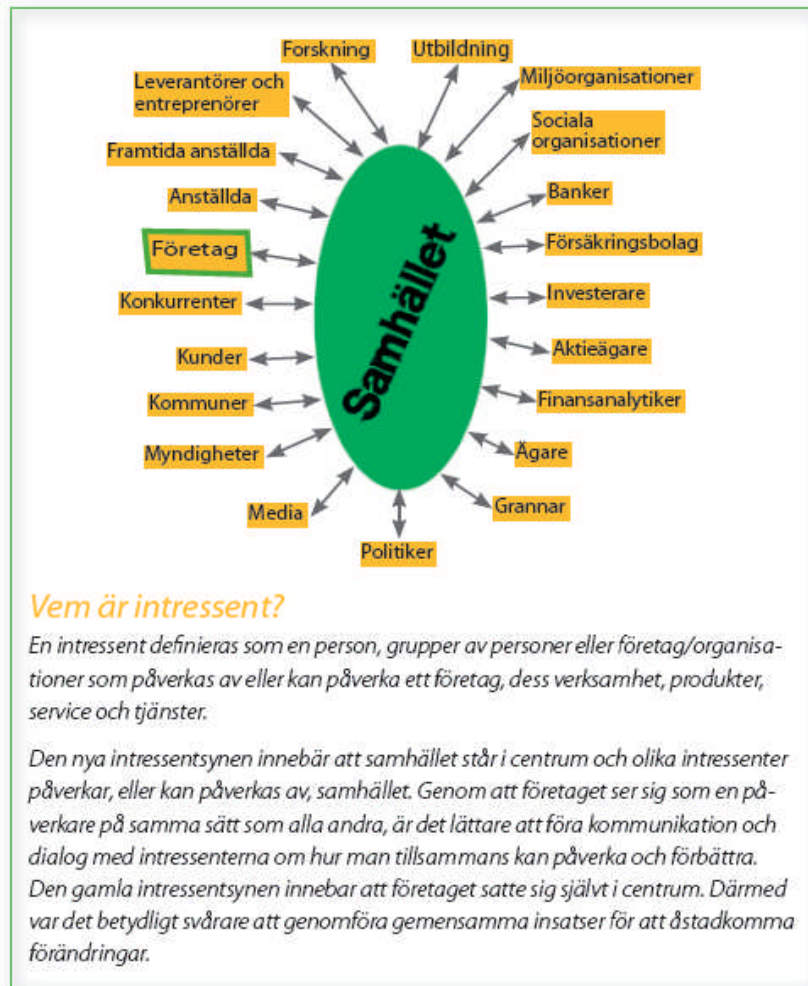 Forskning
Utbildning
Leverantörer och
entreprenörer
Miljöorganisationer
Framtida anställda
Sociala
organisationer
Anställda
Banker
Företag
Försäkringsbolag
Konkurrenter
Investerare
Kunder
Aktieägare
Kommuner
Finansanalytiker
Myndigheter
Ägare
Media
Grannar
Politiker
Samhället
Vem är intressent?
En intressent definieras som en person, grupper av personer eller företag/organisa-
tioner som påverkas av eller kan påverka ett företag, dess verksamhet, produkter,
service och tjänster.
Den nya intressentsynen innebär att samhället står i centrum och olika intressenter
påverkar, eller kan påverkas av, samhället. Genom att företaget ser sig som en på-
verkare på samma sätt som alla andra, är det lättare att föra kommunikation och
dialog med intressenterna om hur man tillsammans kan påverka och förbättra.
Den gamla intressentsynen innebar att företaget satte sig självt i centrum. Därmed
var det betydligt svårare att genomföra gemensamma insatser för att åstadkomma
förändringar.